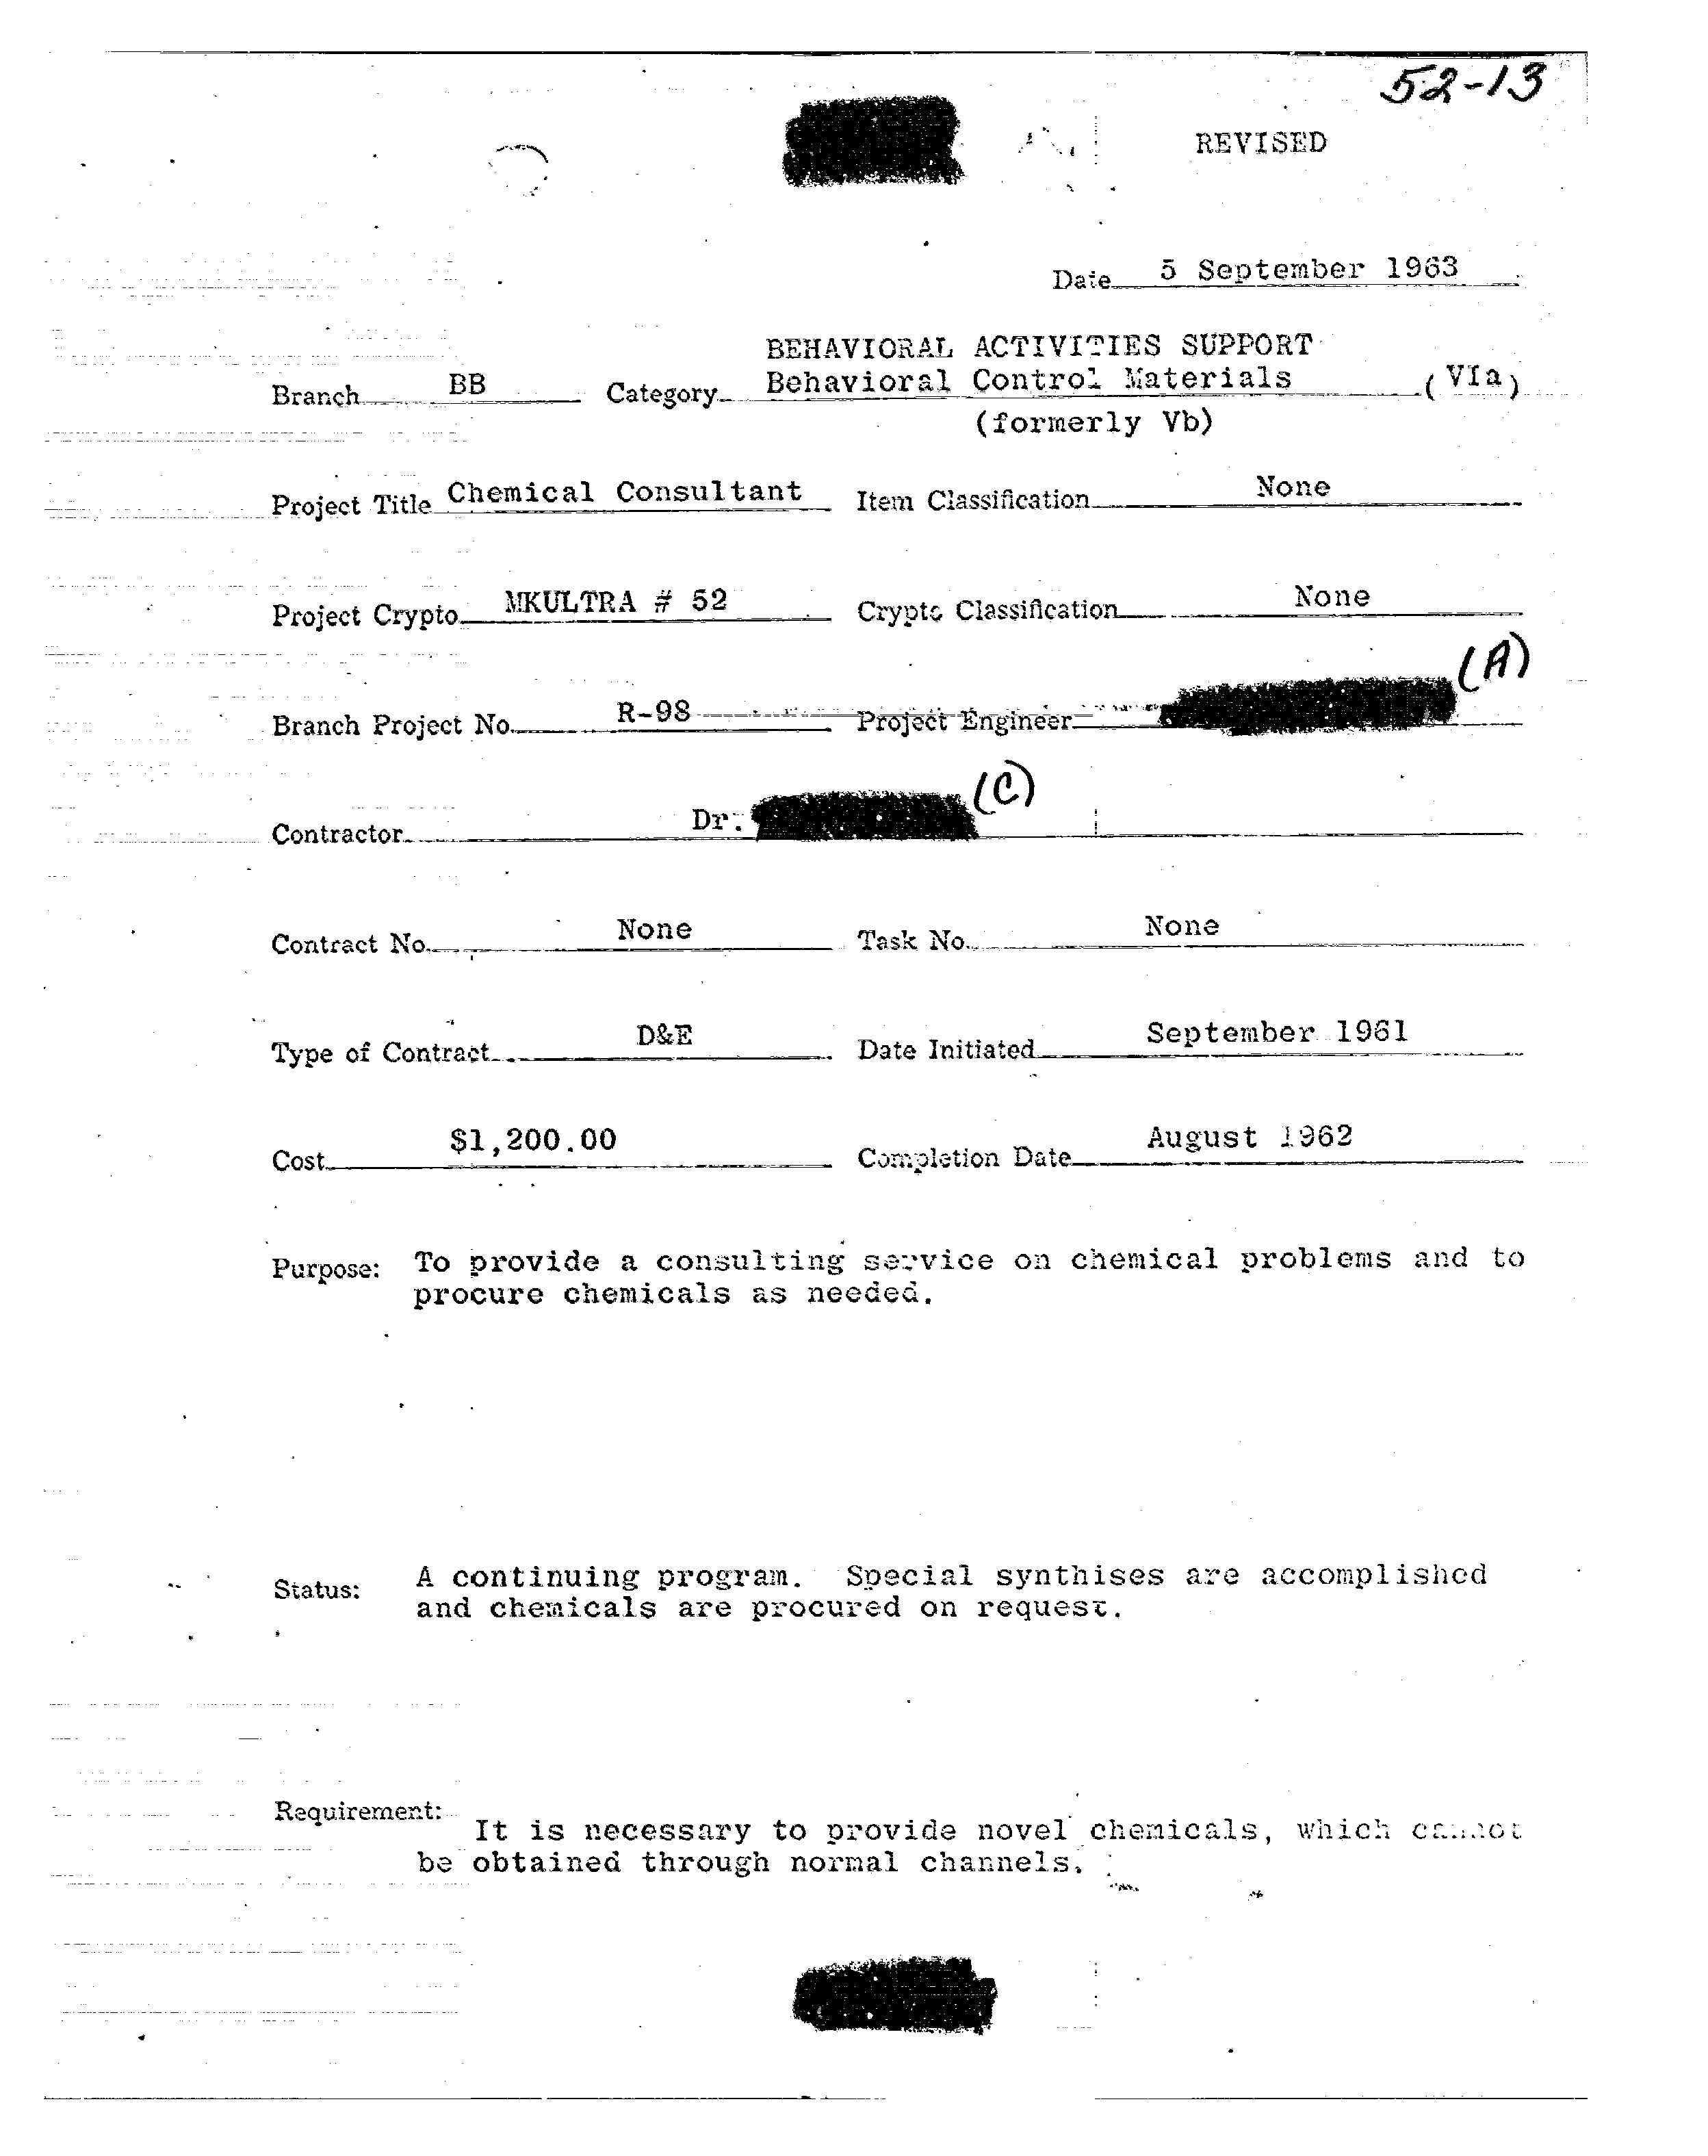 52-13
REVISED
Date 5 September 1963
BEHAVIORAL ACTIVITIES SUPPORT
Branch BB Category Behavioral Control Materials (VIa)
(formerly Vb)
Project Title Chemical Consultant Item Classification None
Project Crypto MKULTRA # 52 Crypto Classification None
(A)
Branch Project No. R-98 Project Engineer
(C)
Contractor Dr.
Contract No. None Task No. None
Type of Contract D&E Date Initiated September 1961
Cost $1,200.00 Completion Date August 1962
Purpose: To provide a consulting service on chemical problems and to
procure chemicals as needed.
Status: A continuing program. Special synthises are accomplished
and chemicals are procured on request.
Requirement:
It is necessary to provide novel chemicals, which cannot
be obtained through normal channels.